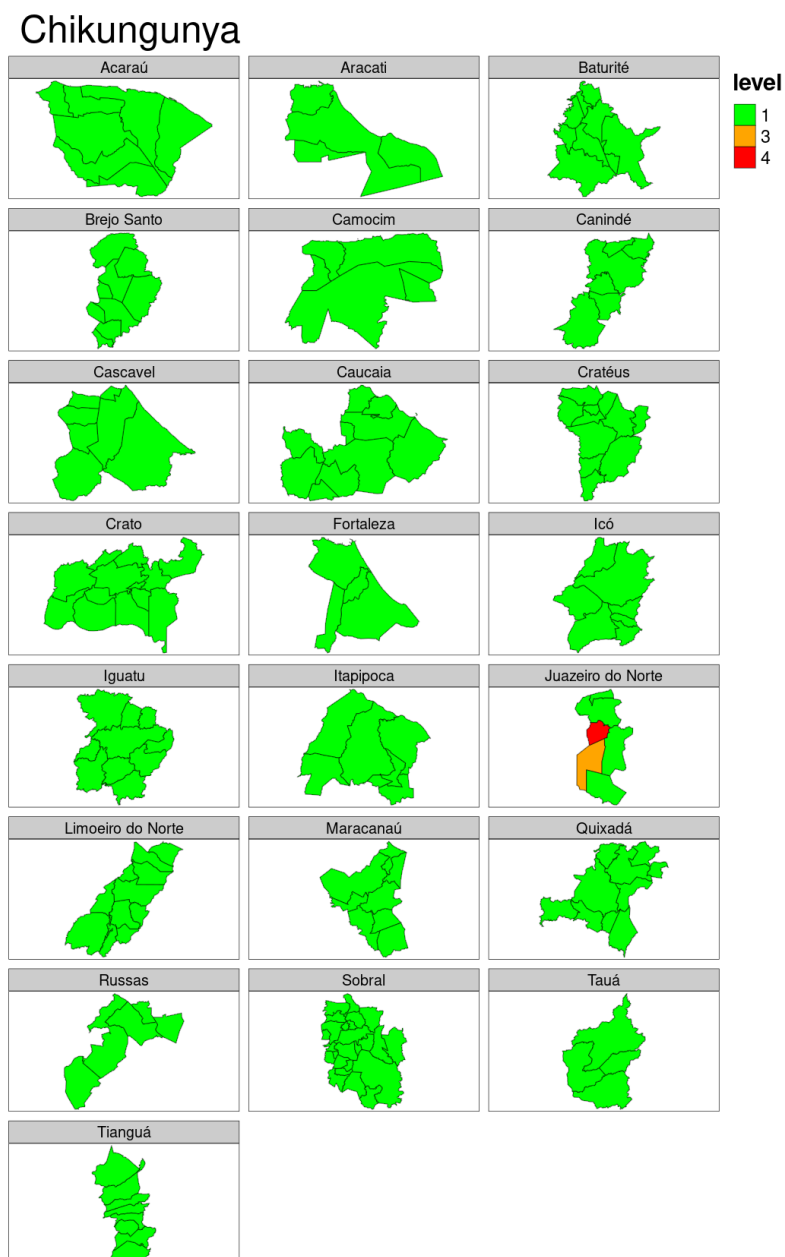 Chikungunya
Acaraú
Aracati
Baturité
level
1
3
4
Brejo Santo
Camocim
Canindé
Cascavel
Caucaia
Cratéus
Crato
Fortaleza
Icó
Iguatu
Itapipoca
Juazeiro do Norte
Limoeiro do Norte
Maracanaú
Quixadá
Russas
Sobral
Tauá
Tianguá